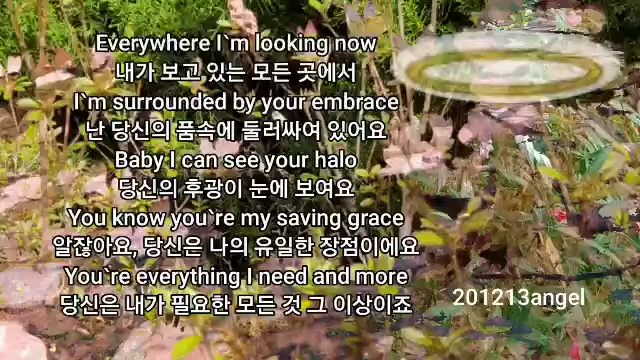 Everywhere I`m looking now
내가 보고 있는 모든 곳에서
I`m surrounded by your embrace
난 당신의 품속에 둘러싸여 있어요
Baby I can see your halo
당신의 후광이 눈에 보여요
You know you`re my saving grace
알잖아요, 당신은 나의 유일한 장점이에요
You`re everything I need and more
당신은 내가 필요한 모든 것 그 이상이죠
201213angel